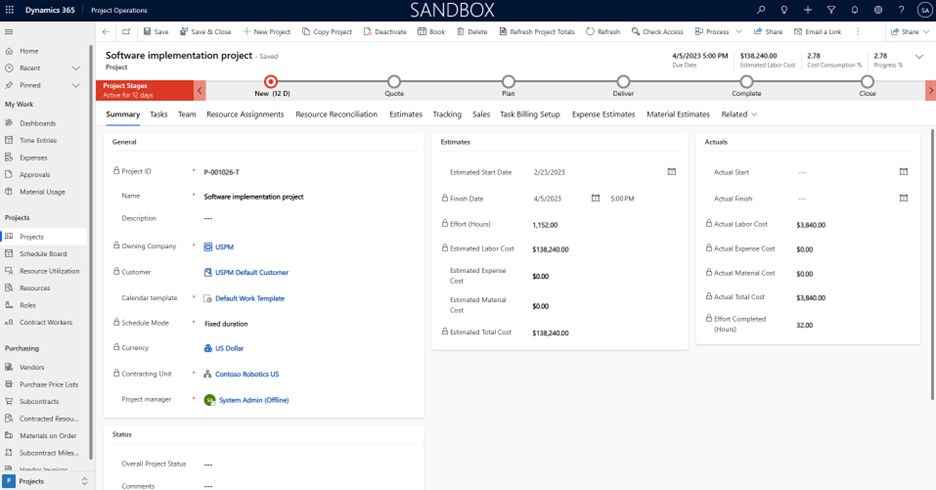 Dynamics 365 Project Operations SANDBOX SA
Save Save & Close New Project Copy Project Deactivate Book Delete Refresh Project Totals Refresh Check Access Process Share Email a Link Share
Home
Recent
Pinned
My Work
Dashboards
Time Entries
Expenses
Approvals
Material Usage
Projects
Projects
Schedule Board
Resource Utilization
Resources
Roles
Contract Workers
Purchasing
Vendors
Purchase Price Lists
Subcontracts
Contracted Resou...
Materials on Order
Subcontract Miles...
Vendor Invoices
P Projects
Software implementation project - Saved
Project
4/5/2023 5:00 PM $138,240.00 2.78 2.78
Due Date Estimated Labor Cost Cost Consumption % Progress %
Project Stages
Active for 12 days
New (12 D) Quote Plan Deliver Complete Close
Summary Tasks Team Resource Assignments Resource Reconciliation Estimates Tracking Sales Task Billing Setup Expense Estimates Material Estimates Related
General
Project ID * P-001026-T
Name * Software implementation project
Description ---
Owning Company * USPM
Customer * USPM Default Customer
Calendar template * Default Work Template
Schedule Mode * Fixed duration
Currency * US Dollar
Contracting Unit * Contoso Robotics US
Project manager * System Admin (Offline)
Status
Overall Project Status ---
Comments ---
Estimates
Estimated Start Date 2/23/2023
Finish Date 4/5/2023 5:00 PM
Effort (Hours) 1,152.00
Estimated Labor Cost $138,240.00
Estimated Expense
Cost $0.00
Estimated Material
Cost $0.00
Estimated Total Cost $138,240.00
Actuals
Actual Start ---
Actual Finish ---
Actual Labor Cost $3,840.00
Actual Expense Cost $0.00
Actual Material Cost $0.00
Actual Total Cost $3,840.00
Effort Completed
(Hours) 32.00